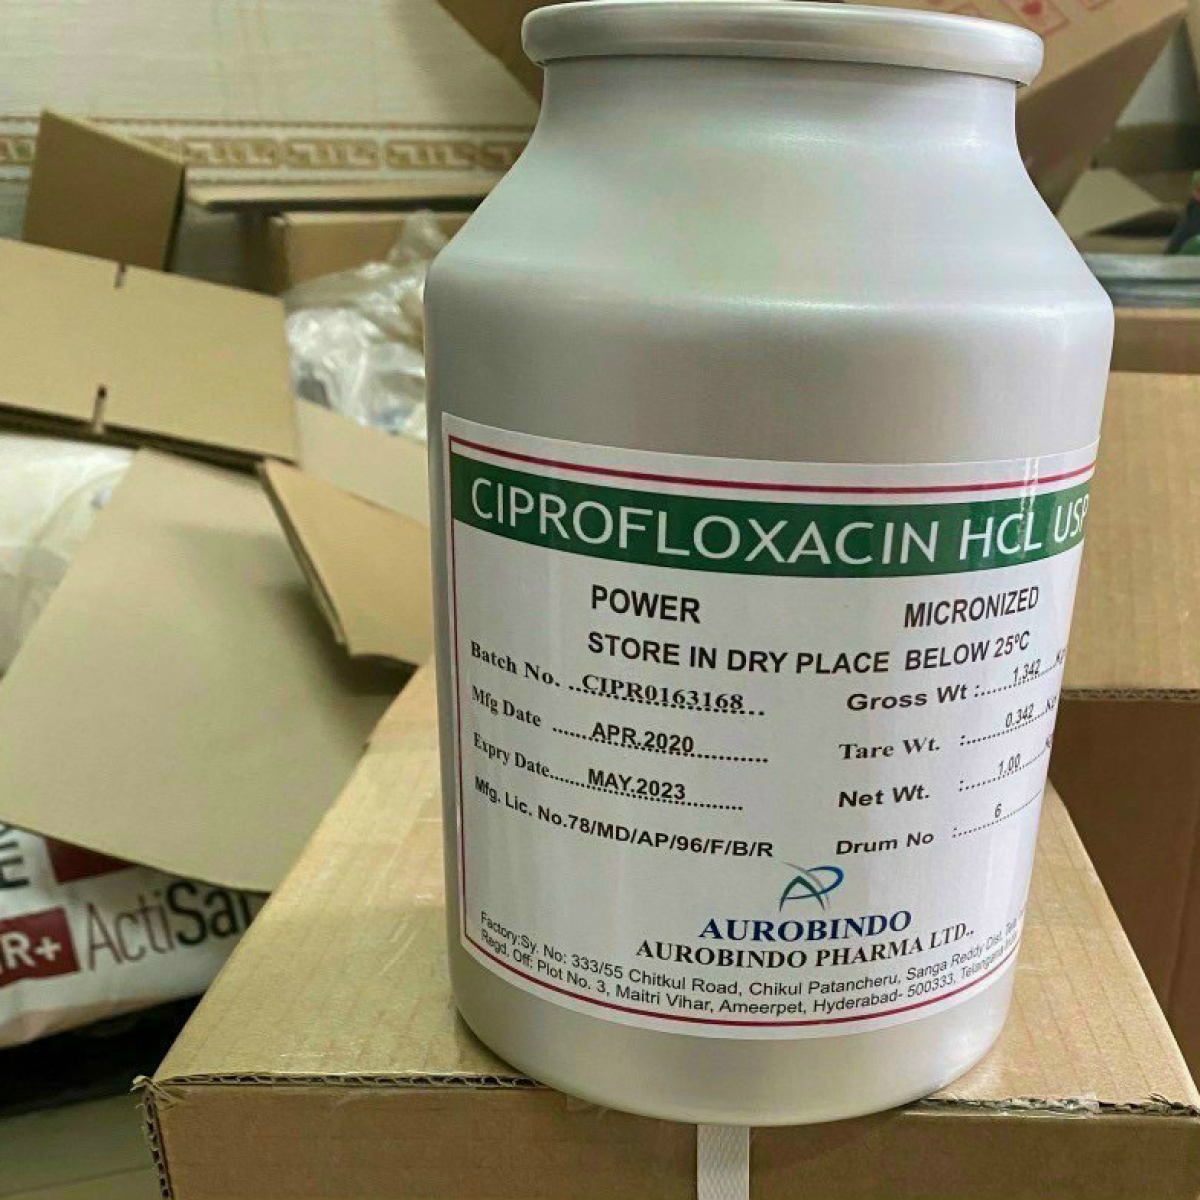 CIPROFLOXACIN HCL USP
POWER MICRONIZED
STORE IN DRY PLACE BELOW 25ºC
Batch No. ...CIPR0163168...
Gross Wt :......1.342....
Mfg Date ......APR.2020...........
Tare Wt. :.......0.342....
Expry Date......MAY.2023.........
Net Wt. :......1.00....
Mfg. Lic. No.78/MD/AP/96/F/B/R
Drum No :......6......
AUROBINDO
AUROBINDO PHARMA LTD..
Factory:Sy. No: 333/55 Chitkul Road, Chikul Patancheru, Sanga Reddy Dist.
Regd. Off: Plot No. 3, Maitri Vihar, Ameerpet, Hyderabad- 500333, Telangana
R+ ActiSa